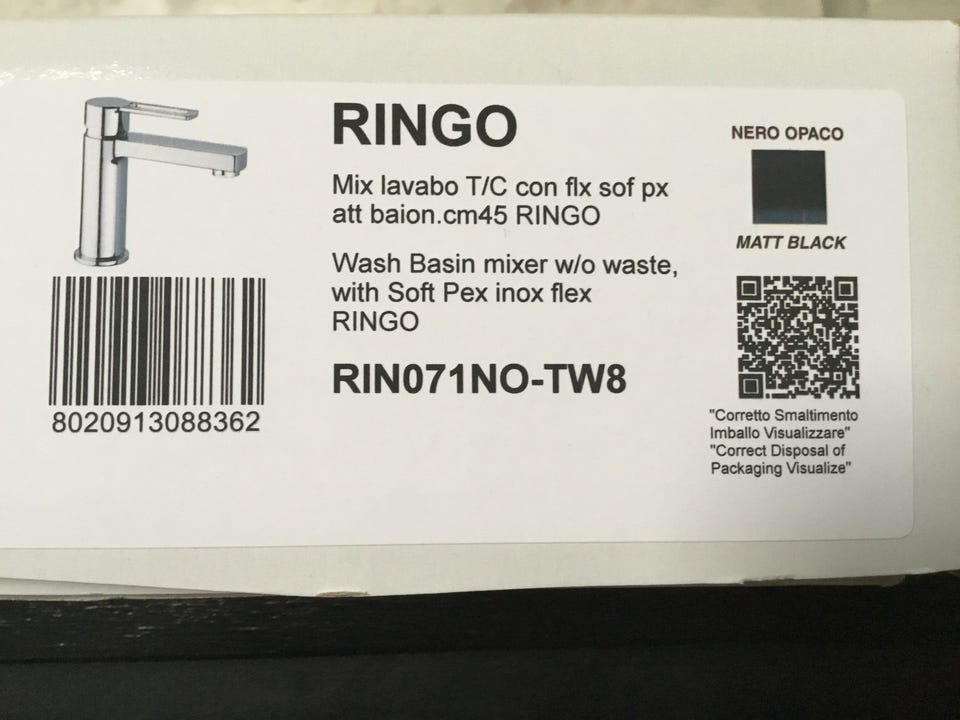 RINGO
Mix lavabo T/C con flx sof px
att baion.cm45 RINGO
Wash Basin mixer w/o waste,
with Soft Pex inox flex
RINGO
RIN071NO-TW8
8020913088362
NERO OPACO
MATT BLACK
"Corretto Smaltimento
Imballo Visualizzare"
"Correct Disposal of
Packaging Visualize"